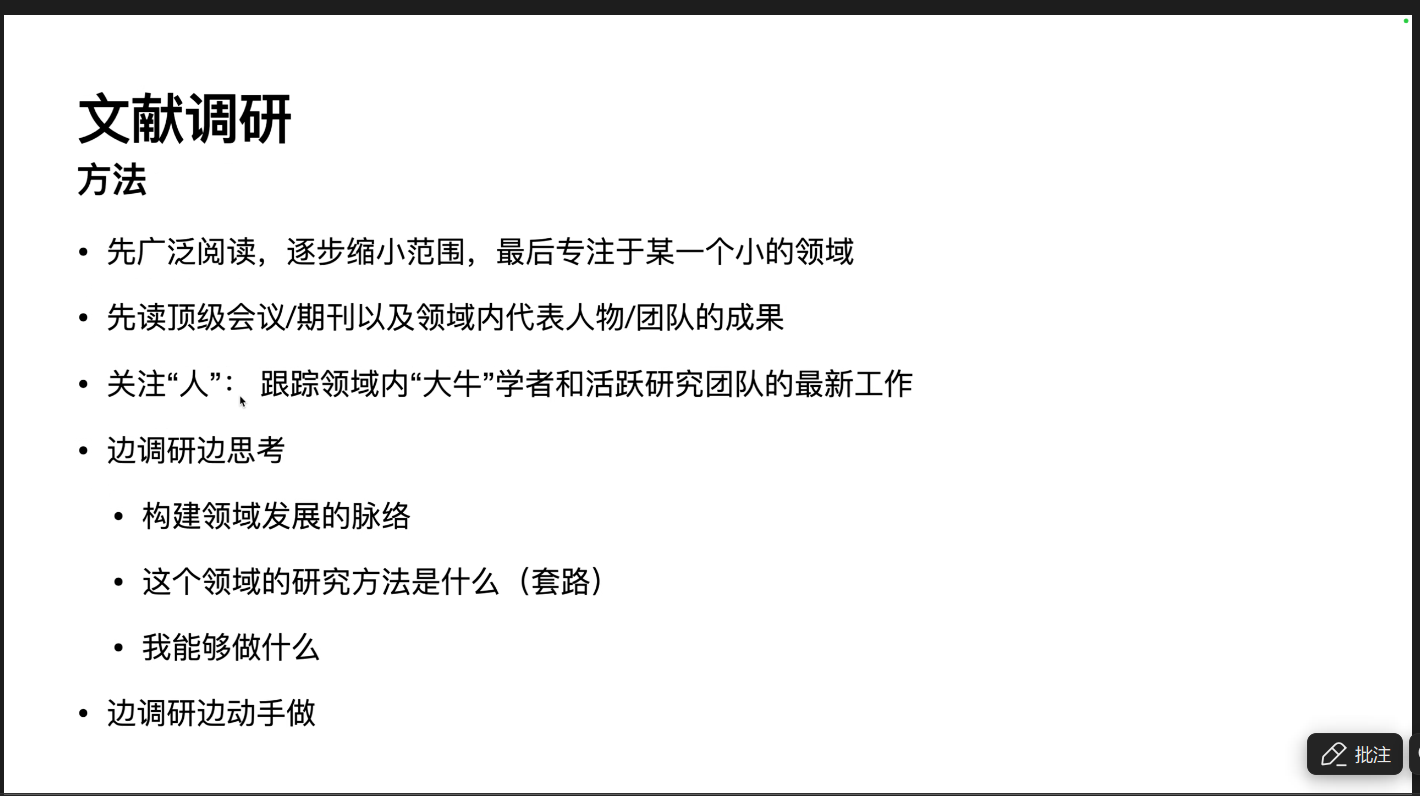 文献调研
方法
• 先广泛阅读，逐步缩小范围，最后专注于某一个小的领域
• 先读顶级会议/期刊以及领域内代表人物/团队的成果
• 关注“人”： 跟踪领域内“大牛”学者和活跃研究团队的最新工作
• 边调研边思考
• 构建领域发展的脉络
• 这个领域的研究方法是什么（套路）
• 我能够做什么
• 边调研边动手做
批注